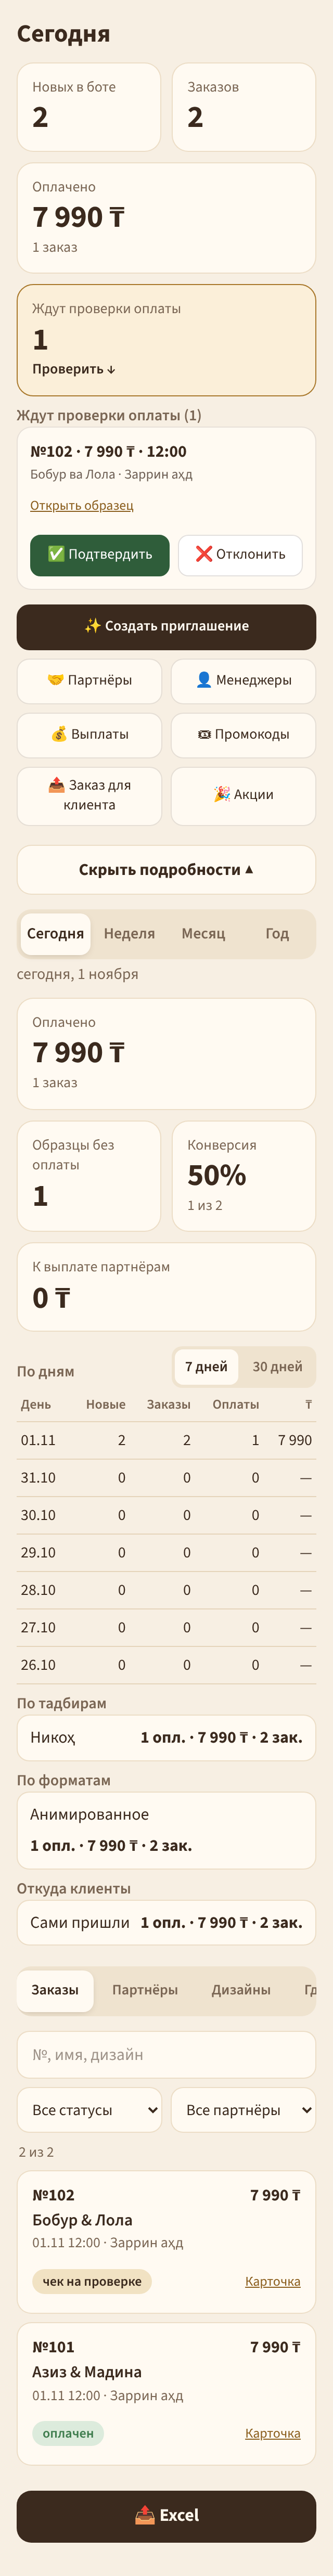 Сегодня
Новых в боте
2
Заказов
2
Оплачено
7 990 ₸
1 заказ
Ждут проверки оплаты
1
Проверить ↓
Ждут проверки оплаты (1)
№102 · 7 990 ₸ · 12:00
Бобур ва Лола · Заррин аҳд
Открыть образец
✅ Подтвердить
❌ Отклонить
✨ Создать приглашение
🤝 Партнёры
👤 Менеджеры
💰 Выплаты
🎟 Промокоды
📤 Заказ для
клиента
🎉 Акции
Скрыть подробности ▴
Сегодня Неделя Месяц Год
сегодня, 1 ноября
Оплачено
7 990 ₸
1 заказ
Образцы без
оплаты
1
Конверсия
50%
1 из 2
К выплате партнёрам
0 ₸
По дням
7 дней 30 дней
День Новые Заказы Оплаты ₸
01.11 2 2 1 7 990
31.10 0 0 0 —
30.10 0 0 0 —
29.10 0 0 0 —
28.10 0 0 0 —
27.10 0 0 0 —
26.10 0 0 0 —
По тадбирам
Никоҳ 1 опл. · 7 990 ₸ · 2 зак.
По форматам
Анимированное
1 опл. · 7 990 ₸ · 2 зак.
Откуда клиенты
Сами пришли 1 опл. · 7 990 ₸ · 2 зак.
Заказы Партнёры Дизайны
№, имя, дизайн
Все статусы
Все партнёры
2 из 2
№102 7 990 ₸
Бобур & Лола
01.11 12:00 · Заррин аҳд
чек на проверке Карточка
№101 7 990 ₸
Азиз & Мадина
01.11 12:00 · Заррин аҳд
оплачен Карточка
📤 Excel